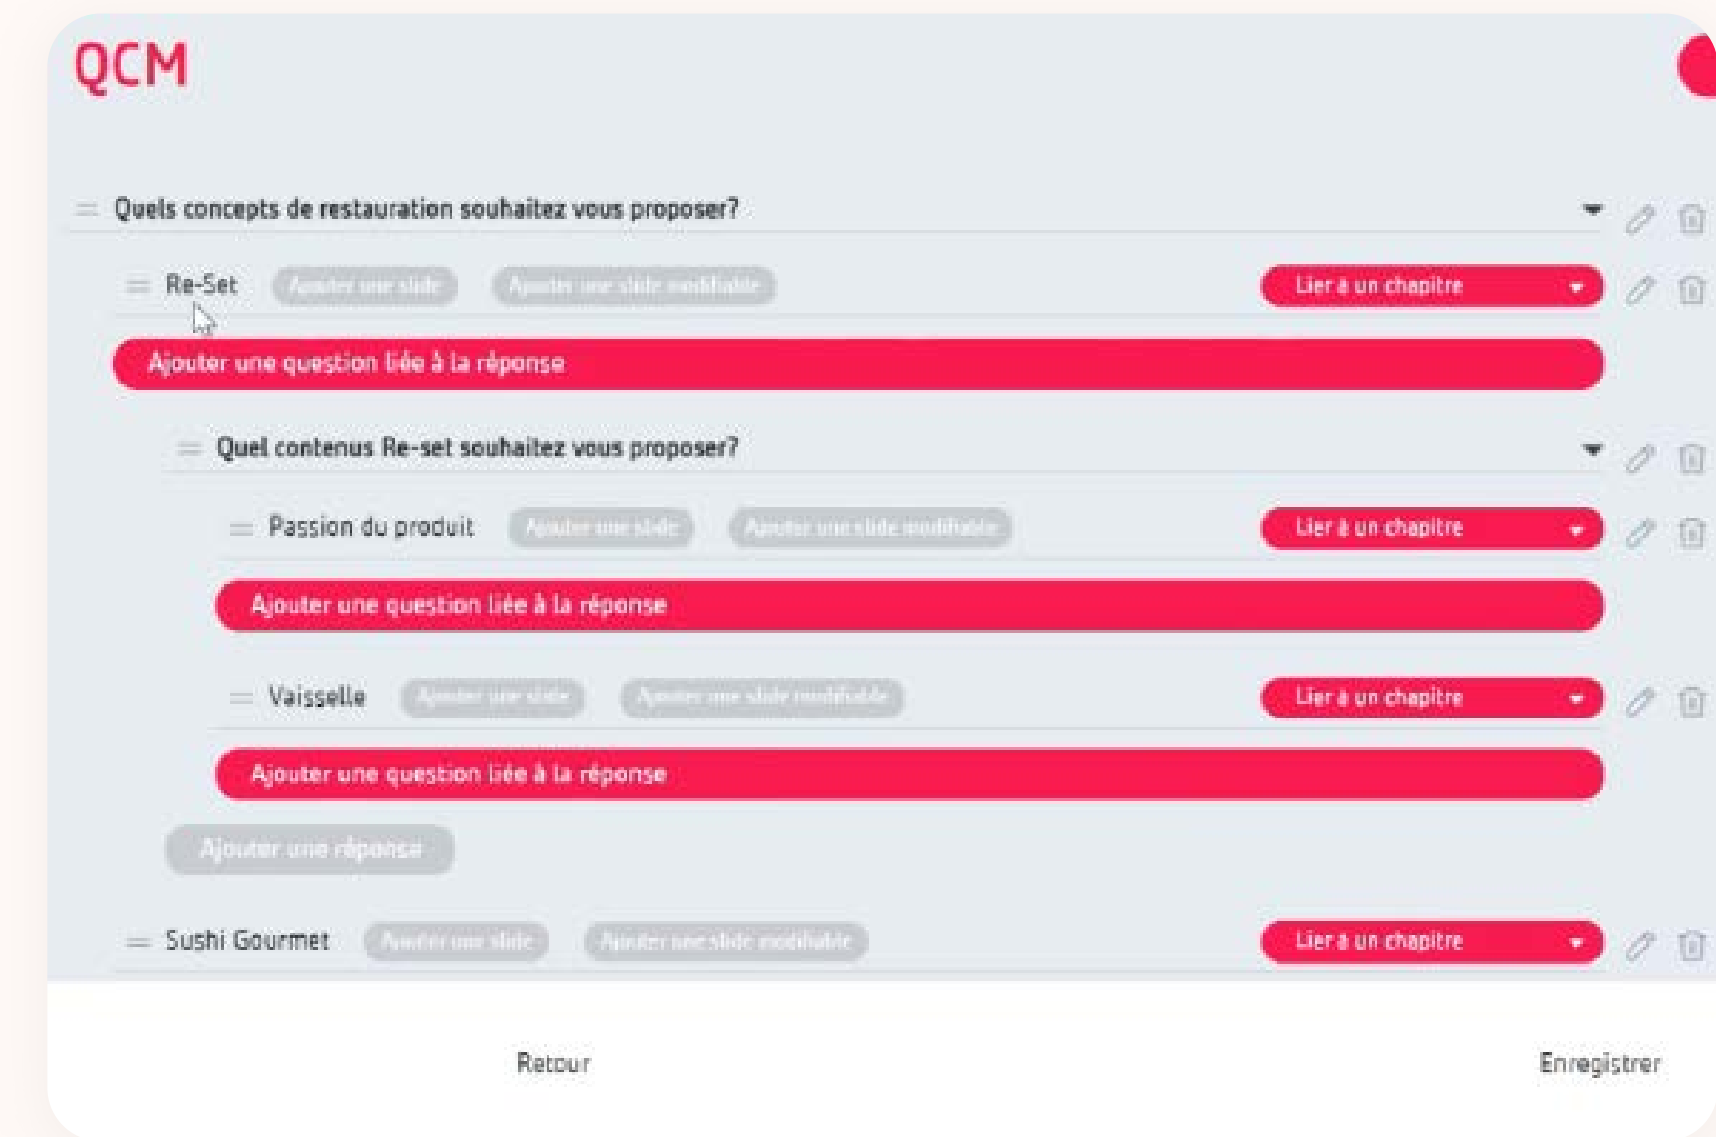 QCM
Quels concepts de restauration souhaitez vous proposer?
Re-Set Ajouter une slide Ajouter une slide modifiable Lier à un chapitre
Ajouter une question liée à la réponse
Quel contenus Re-set souhaitez vous proposer?
Passion du produit Ajouter une slide Ajouter une slide modifiable Lier à un chapitre
Ajouter une question liée à la réponse
Vaisselle Ajouter une slide Ajouter une slide modifiable Lier à un chapitre
Ajouter une question liée à la réponse
Ajouter une réponse
Sushi Gourmet Ajouter une slide Ajouter une slide modifiable Lier à un chapitre
Retour Enregistrer